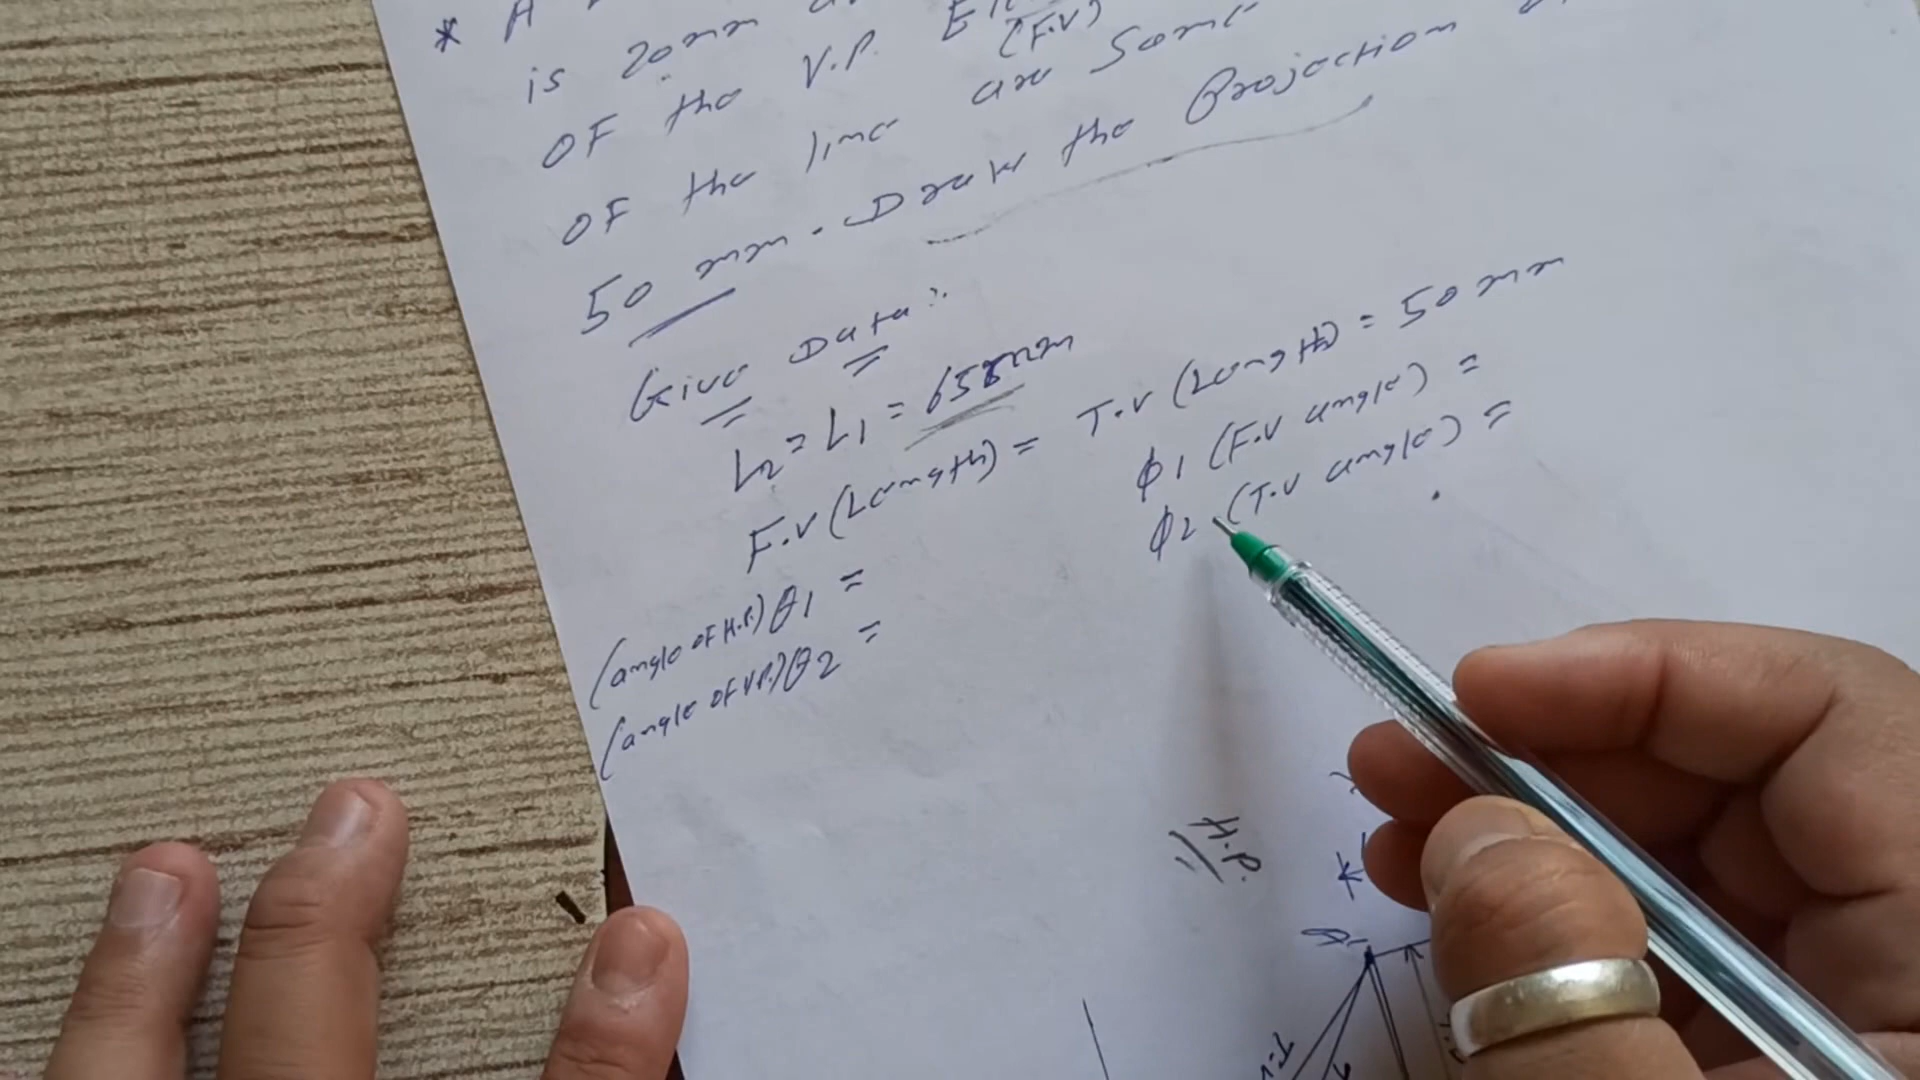 * A
is 20mm
OF the V.P. (F.V)
OF the line are Same
50 mm. Draw the Projection
Give Data:
L2 = L1 = 65mm
F.V (Length) = T.V (Length) = 50 mm
(angle OF H.P.) θ1 = ϕ1 (F.V angle) =
(angle OF V.P.) θ2 = ϕ2 (T.V angle) =
H.P.